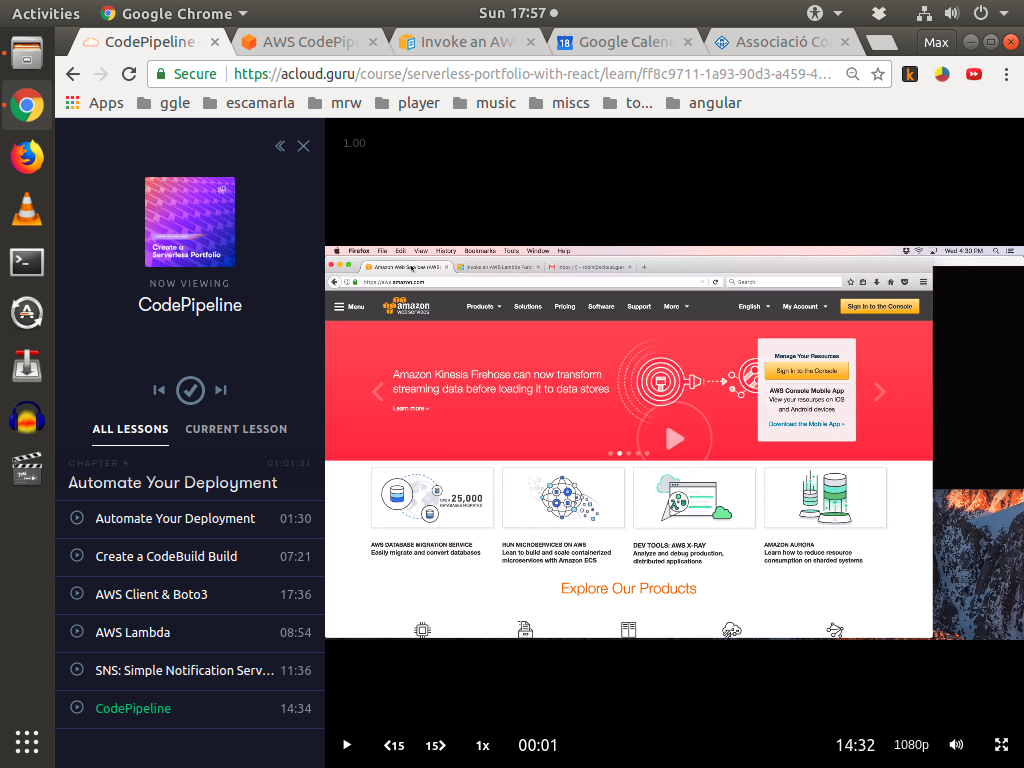 Activities Google Chrome Sun 17:57
CodePipeline - AWS CodePip Invoke an AWS Google Calen Associació Co Max
Secure https://acloud.guru/course/serverless-portfolio-with-react/learn/ff8c9711-1a93-90d3-a459-4...
Apps ggle escamarla mrw player music miscs to... angular
1.00
Create a
Serverless Portfolio
NOW VIEWING
CodePipeline
ALL LESSONS CURRENT LESSON
CHAPTER 4 01:01:31
Automate Your Deployment
Automate Your Deployment 01:30
Create a CodeBuild Build 07:21
AWS Client & Boto3 17:36
AWS Lambda 08:54
SNS: Simple Notification Serv... 11:36
CodePipeline 14:34
Firefox File Edit View History Bookmarks Tools Window Help Wed 4:30 PM
Amazon Web Services (AWS) Invoke an AWS Lambda Func Inbox (1) - robin@acloud.guru
https://aws.amazon.com Search
Menu amazon web services Products Solutions Pricing Software Support More English My Account Sign In to the Console
Amazon Kinesis Firehose can now transform
streaming data before loading it to data stores
Learn more »
Manage Your Resources
Sign In to the Console
AWS Console Mobile App
View your resources on iOS
and Android devices
Download the Mobile App »
OVER 25,000
DATABASES MIGRATED
AWS DATABASE MIGRATION SERVICE
Easily migrate and convert databases
RUN MICROSERVICES ON AWS
Lean to build and scale containerized
microservices with Amazon ECS
DEV TOOLS: AWS X-RAY
Analyze and debug production,
distributed applications
AMAZON AURORA
Learn how to reduce resource
consumption on sharded systems
Explore Our Products
15 15 1x 00:01 14:32 1080p